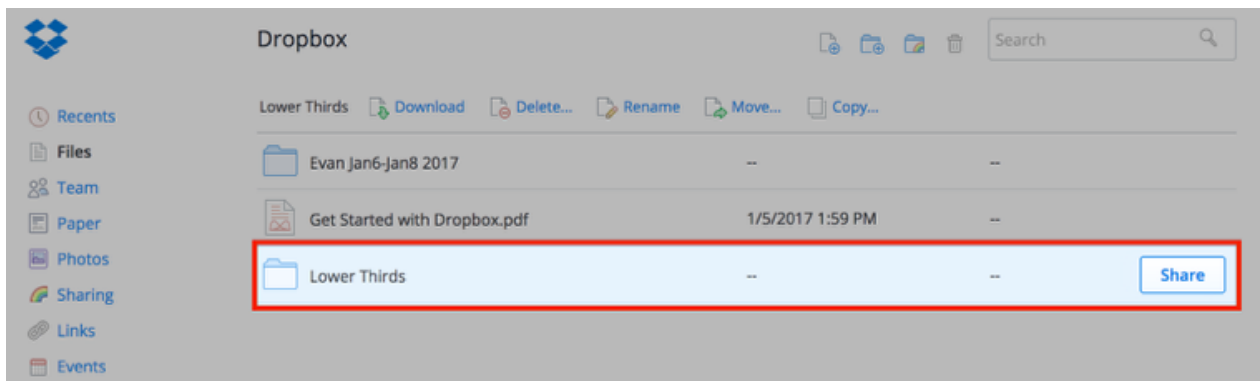 Dropbox
Search
Recents
Files
Team
Paper
Photos
Sharing
Links
Events
Lower Thirds Download Delete... Rename Move... Copy...
Evan Jan6-Jan8 2017 -- --
Get Started with Dropbox.pdf 1/5/2017 1:59 PM --
Lower Thirds -- -- Share